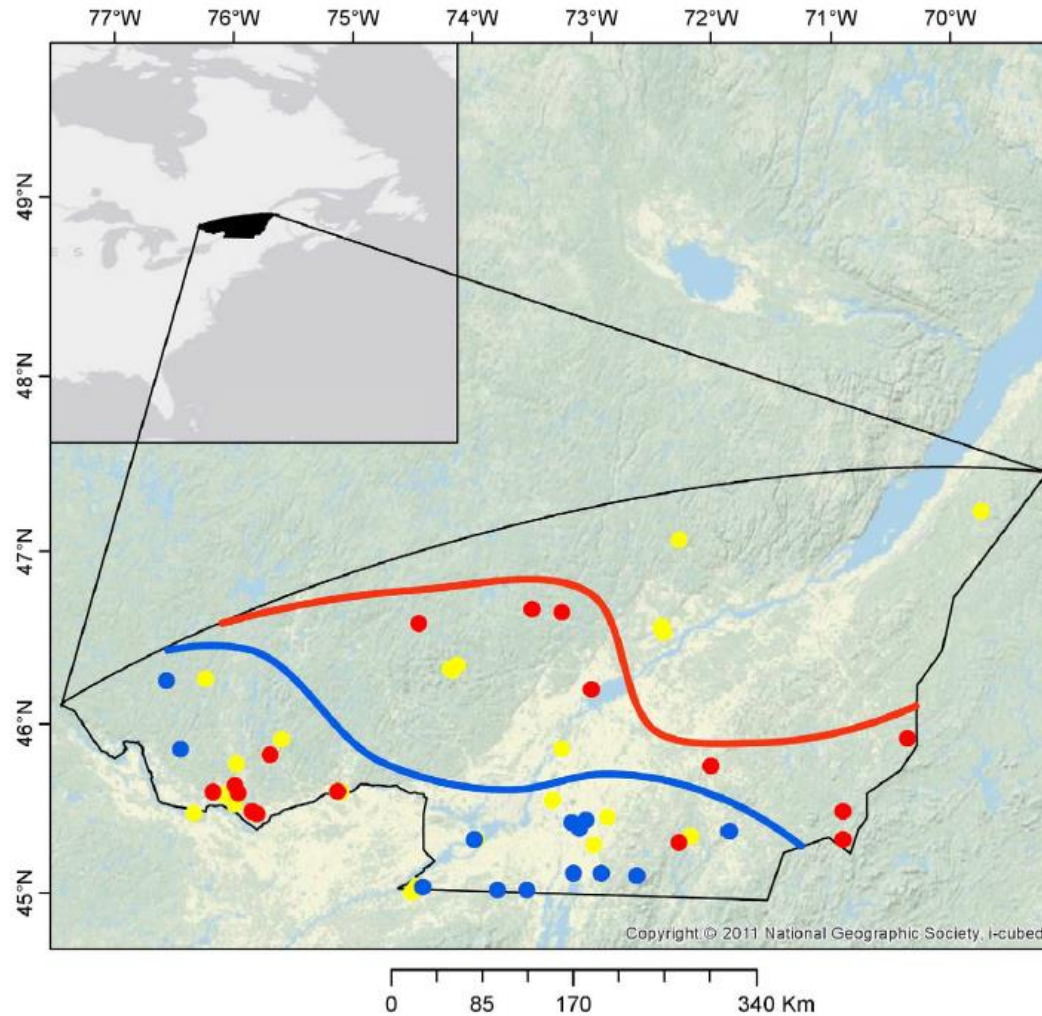 77°W 76°W 75°W 74°W 73°W 72°W 71°W 70°W
49°N
48°N
47°N
46°N
45°N
E S
Copyright © 2011 National Geographic Society, i-cubed
0 85 170 340 Km